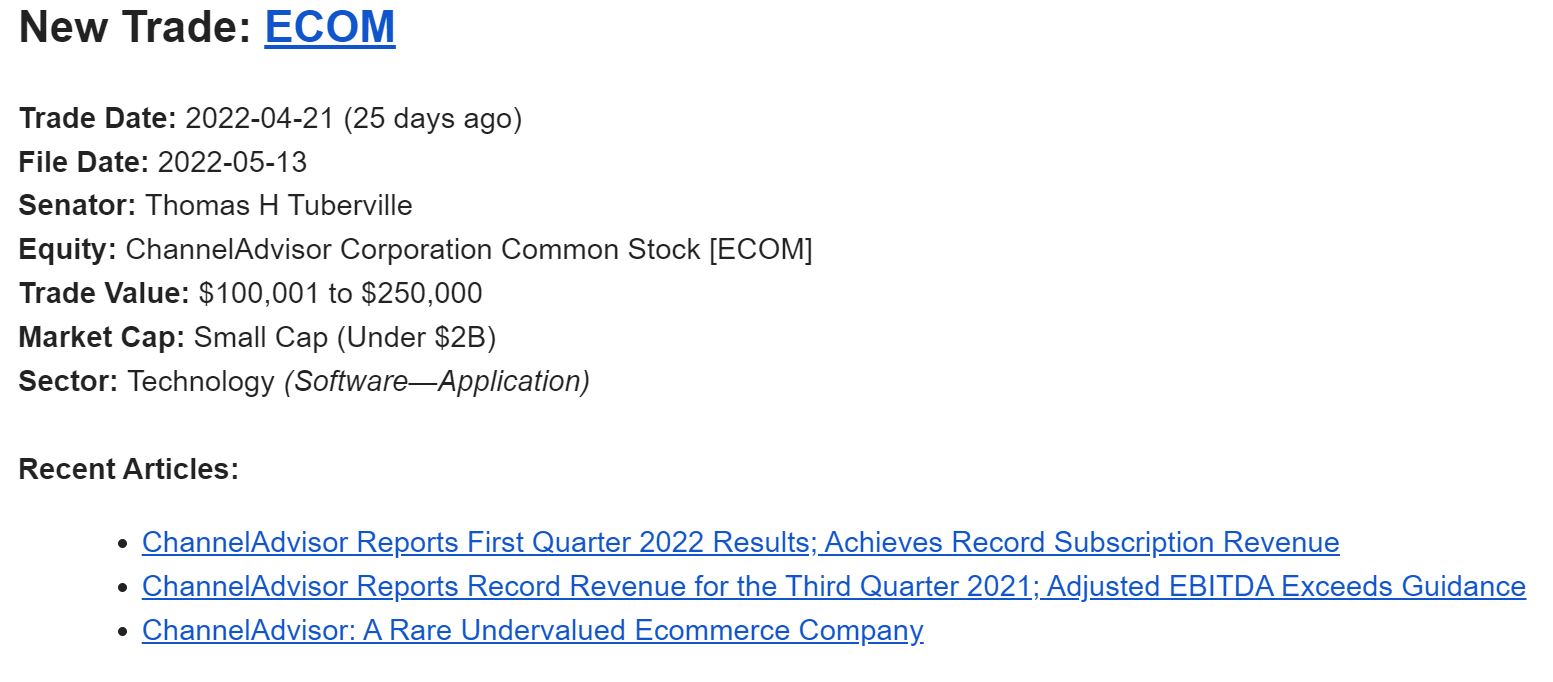 New Trade: ECOM
Trade Date: 2022-04-21 (25 days ago)
File Date: 2022-05-13
Senator: Thomas H Tuberville
Equity: ChannelAdvisor Corporation Common Stock [ECOM]
Trade Value: $100,001 to $250,000
Market Cap: Small Cap (Under $2B)
Sector: Technology (Software—Application)
Recent Articles:
• ChannelAdvisor Reports First Quarter 2022 Results; Achieves Record Subscription Revenue
• ChannelAdvisor Reports Record Revenue for the Third Quarter 2021; Adjusted EBITDA Exceeds Guidance
• ChannelAdvisor: A Rare Undervalued Ecommerce Company